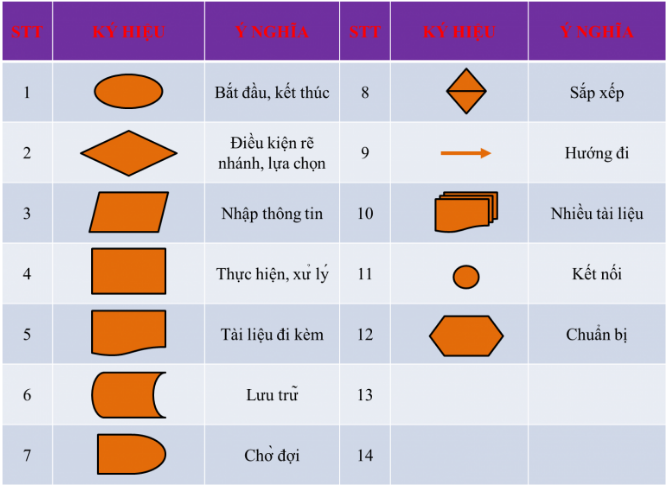 STT KÝ HIỆU Ý NGHĨA STT KÝ HIỆU Ý NGHĨA
1 Bắt đầu, kết thúc 8 Sắp xếp
2 Điều kiện rẽ
nhánh, lựa chọn 9 Hướng đi
3 Nhập thông tin 10 Nhiều tài liệu
4 Thực hiện, xử lý 11 Kết nối
5 Tài liệu đi kèm 12 Chuẩn bị
6 Lưu trữ 13
7 Chờ đợi 14